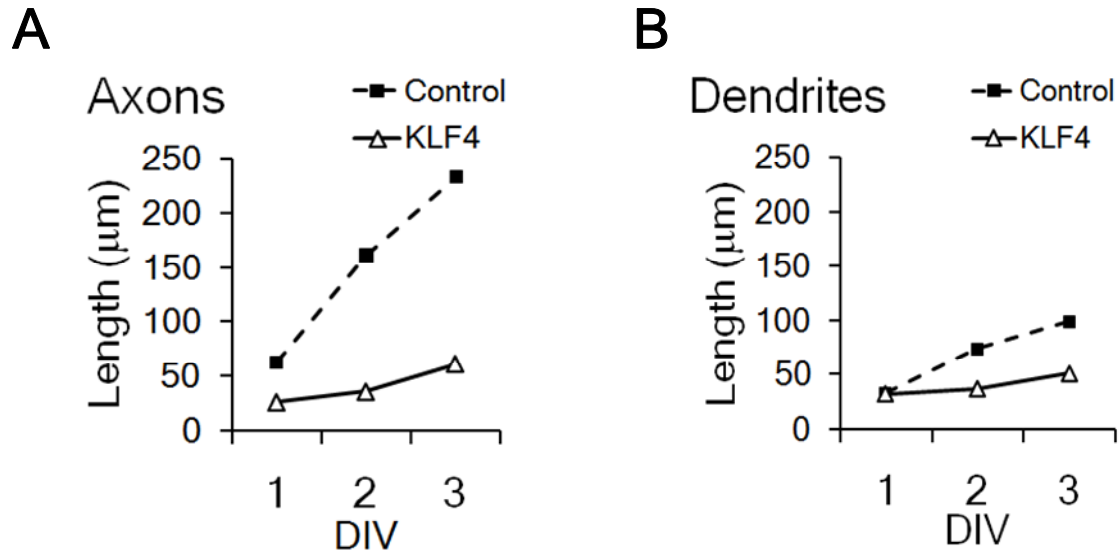 A
Axons
Control
KLF4
Length (μm)
250
200
150
100
50
0
1 2 3
DIV
B
Dendrites
Control
KLF4
Length (μm)
250
200
150
100
50
0
1 2 3
DIV